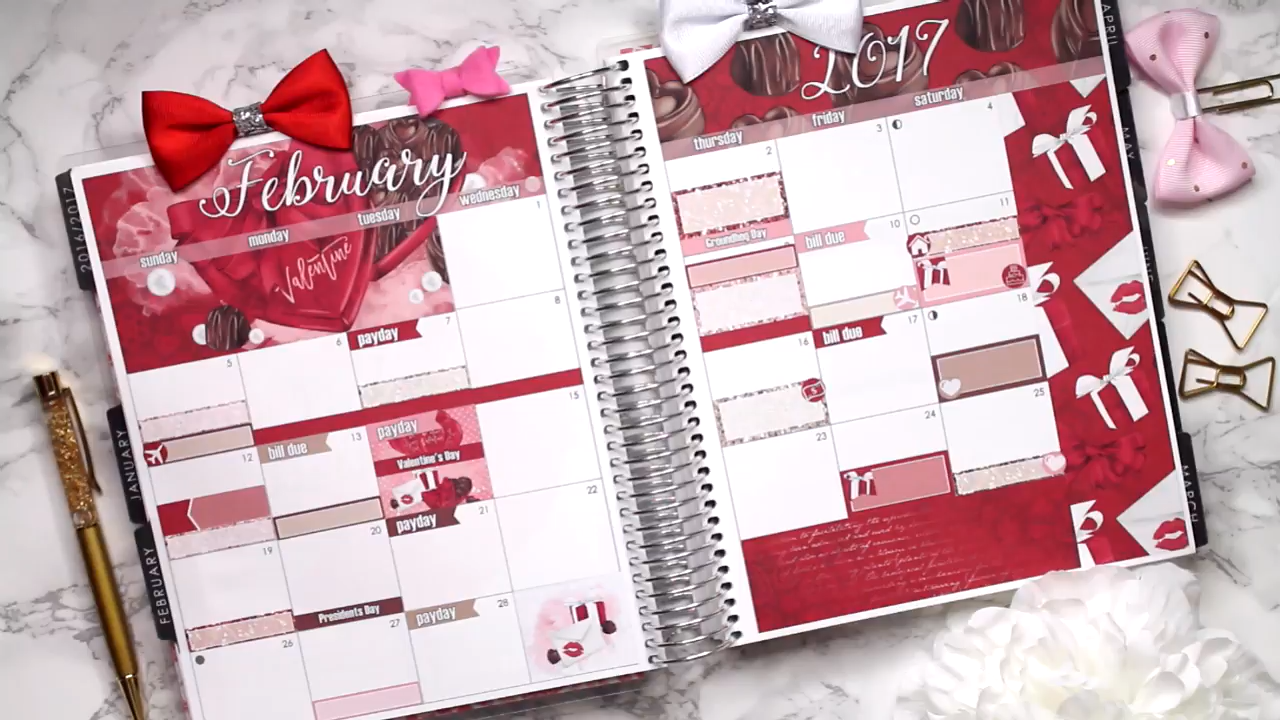 February
2017
sunday
monday
tuesday
wednesday
thursday
friday
saturday
Valentine
1
2
3
4
Groundhog Day
5
6
payday
7
8
bill due
10
11
12
bill due
13
payday
Valentine's Day
15
16
bill due
17
18
19
20
Presidents Day
payday
21
22
23
24
25
26
27
payday
28
2016/2017
JANUARY
FEBRUARY
MARCH
APRIL
MAY